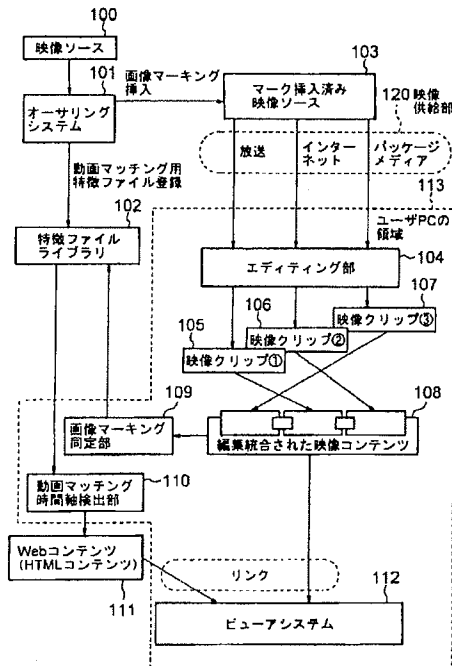 100
映像ソース
101
オーサリング
システム
画像マーキング
挿入
103
マーク挿入済み
映像ソース
120 映像
供給部
放送
インター
ネット
パッケージ
メディア
動画マッチング用
特徴ファイル登録
113
102
特徴ファイル
ライブラリ
ユーザPCの
領域
104
エディティング部
107
映像クリップ③
106
映像クリップ②
105
映像クリップ①
109
画像マーキング
同定部
108
編集統合された映像コンテンツ
110
動画マッチング
時間軸検出部
Webコンテンツ
(HTMLコンテンツ)
111
リンク
112
ビューアシステム